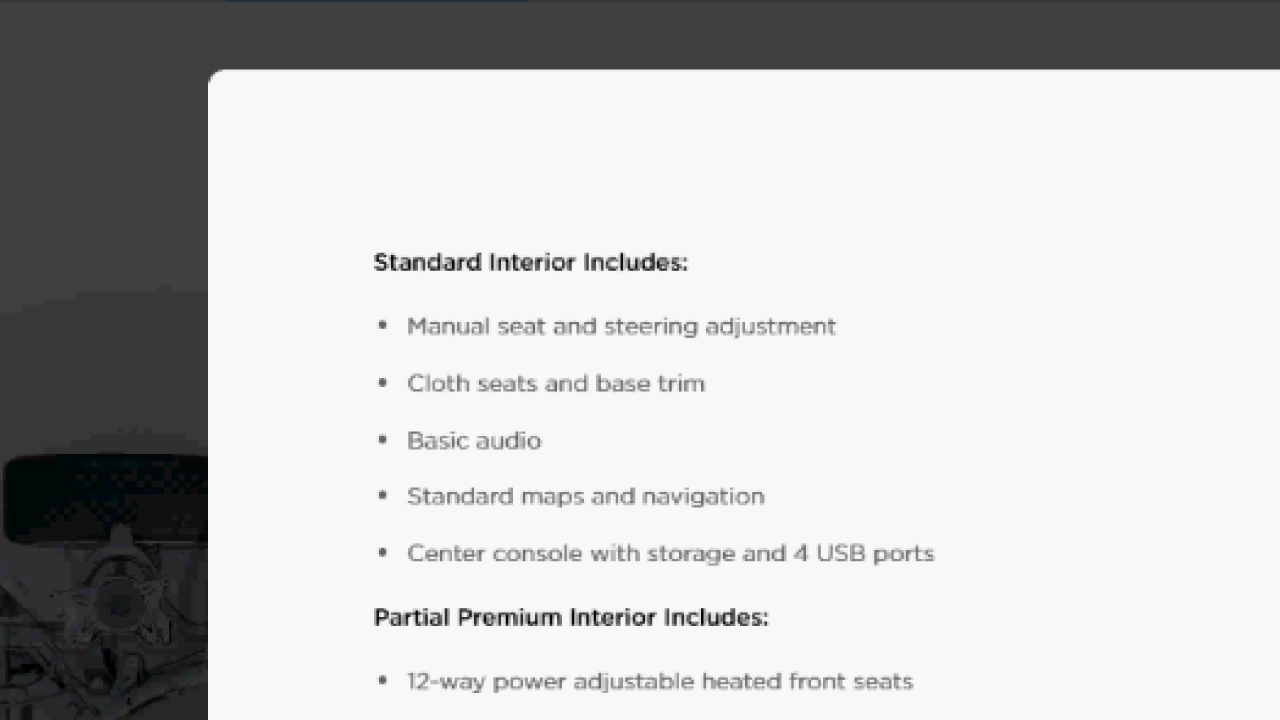 Standard Interior Includes:
• Manual seat and steering adjustment
• Cloth seats and base trim
• Basic audio
• Standard maps and navigation
• Center console with storage and 4 USB ports
Partial Premium Interior Includes:
• 12-way power adjustable heated front seats